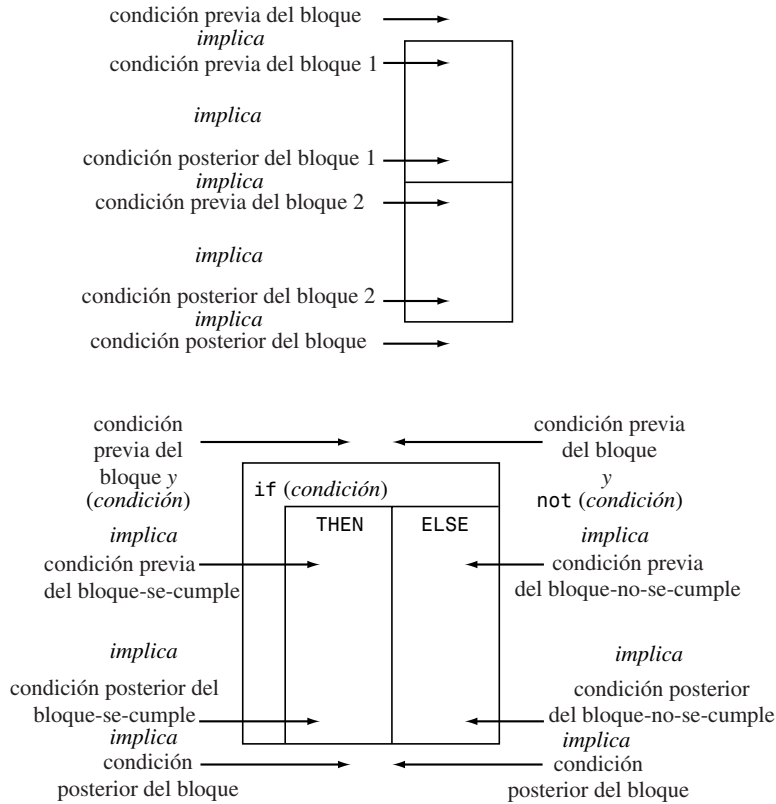 condición previa del bloque
implica
condición previa del bloque 1
implica
condición posterior del bloque 1
implica
condición previa del bloque 2
implica
condición posterior del bloque 2
implica
condición posterior del bloque
condición
previa del
bloque y
(condición)
implica
condición previa
del bloque-se-cumple
implica
condición posterior del
bloque-se-cumple
implica
condición
posterior del bloque
if (condición)
THEN
ELSE
condición previa
del bloque
y
not (condición)
implica
condición previa
del bloque-no-se-cumple
implica
condición posterior
del bloque-no-se-cumple
implica
condición
posterior del bloque